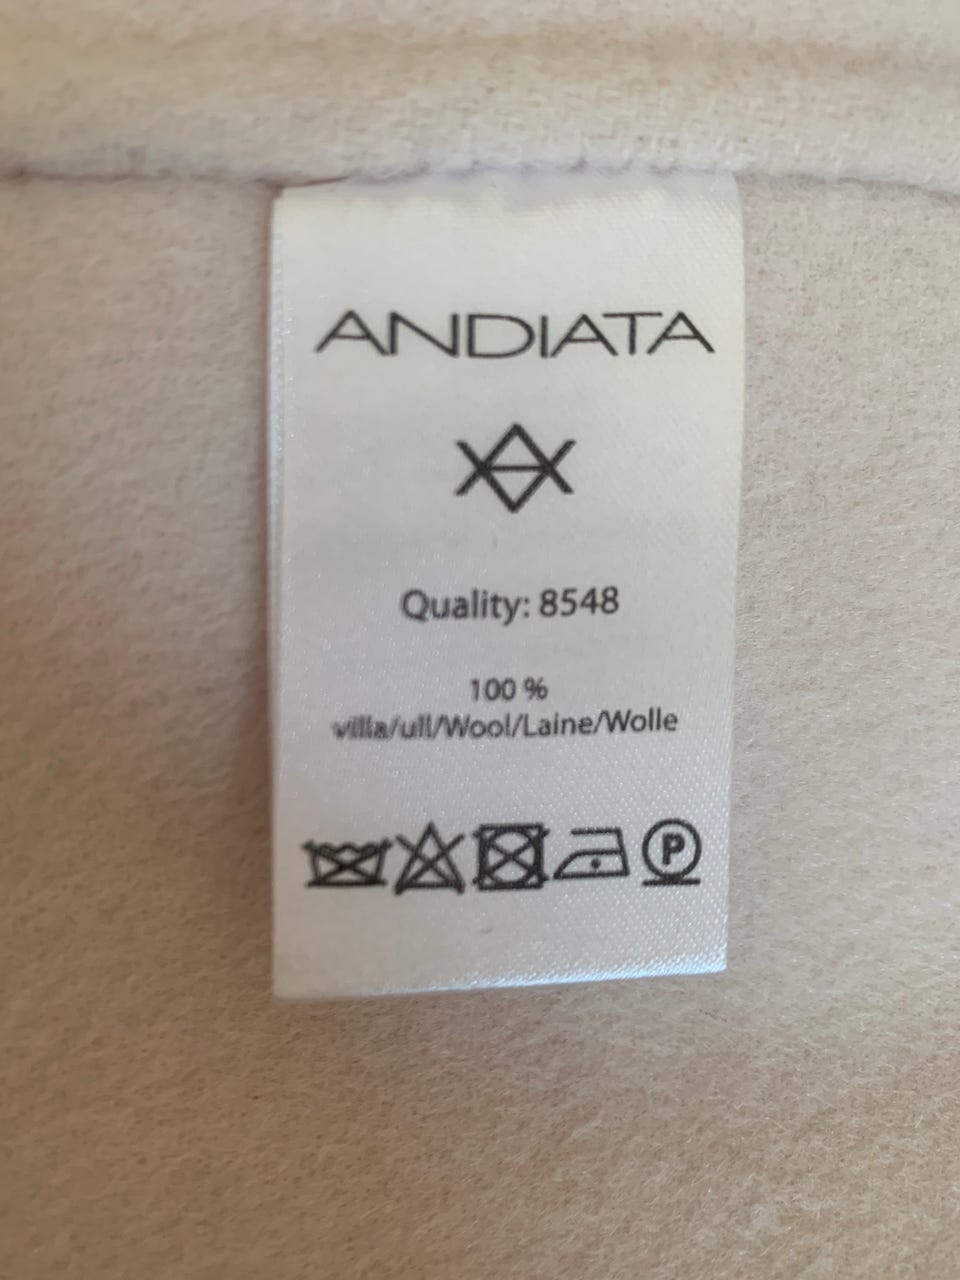 ANDIATA
Quality: 8548
100 %
villa/ull/Wool/Laine/Wolle
P